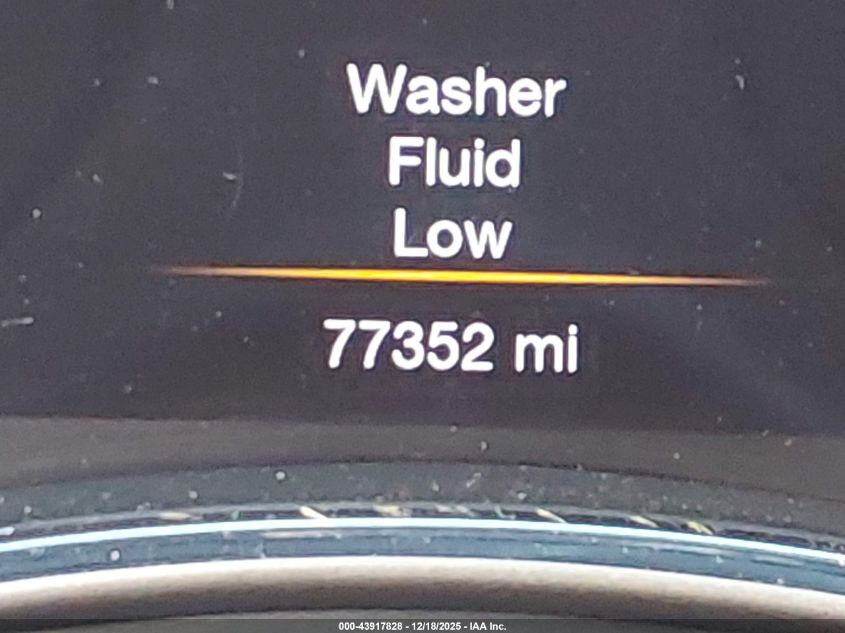 Washer
Fluid
Low
77352 mi
000-43917828 - 12/18/2025 - IAA Inc.